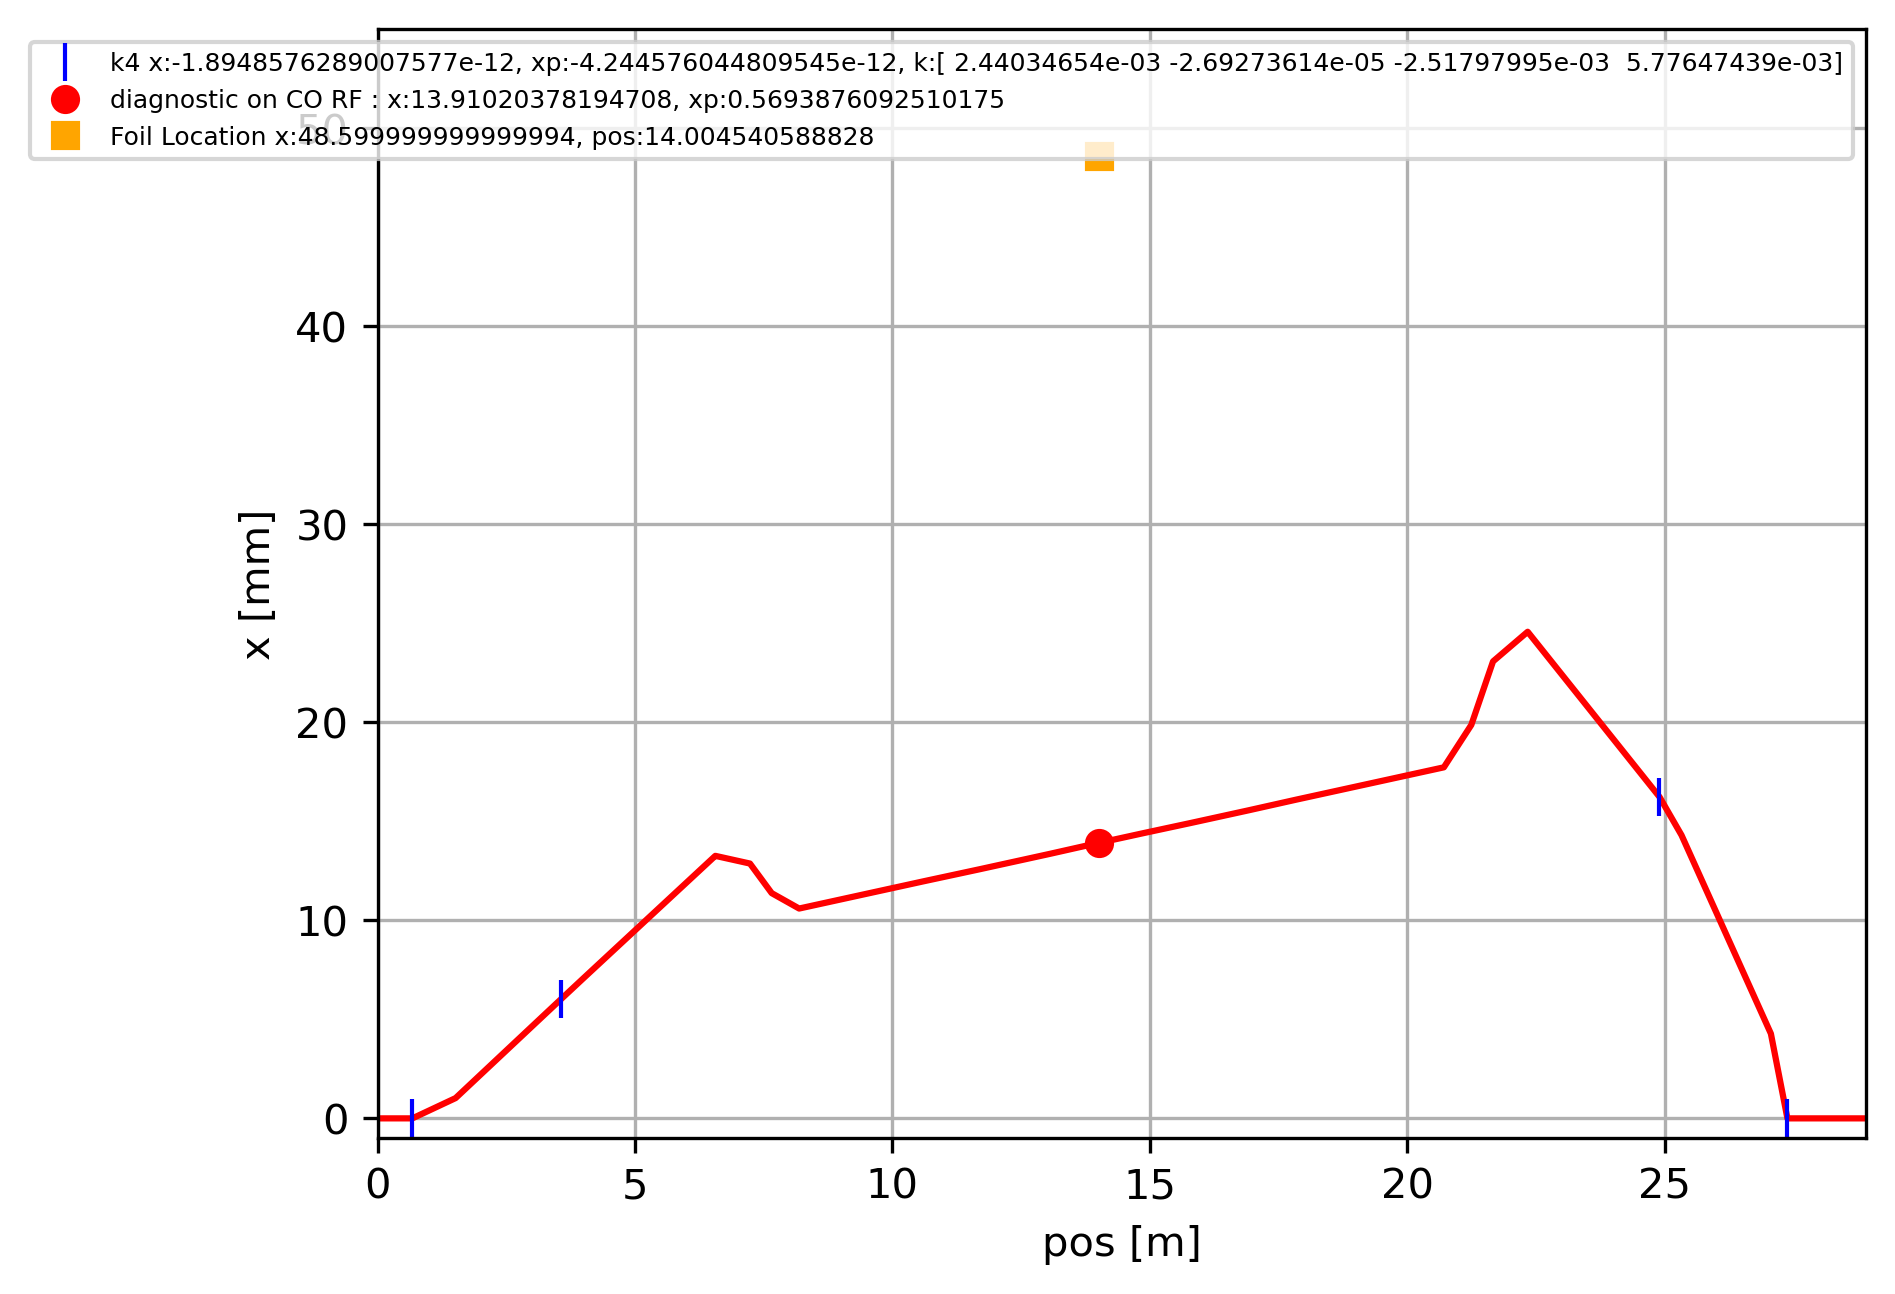 k4 x:-1.8948576289007577e-12, xp:-4.244576044809545e-12, k:[ 2.44034654e-03 -2.69273614e-05 -2.51797995e-03  5.77647439e-03]
diagnostic on CO RF : x:13.91020378194708, xp:0.5693876092510175
Foil Location x:48.599999999999994, pos:14.004540588828
50
40
30
20
10
0
x [mm]
0 5 10 15 20 25
pos [m]